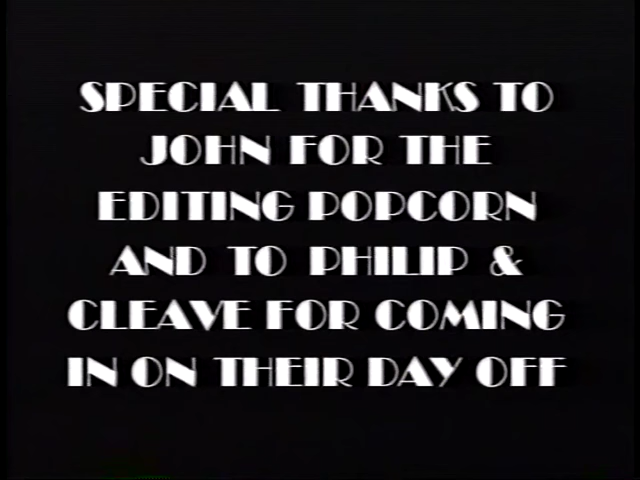 SPECIAL THANKS TO
JOHN FOR THE
EDITING POPCORN
AND TO PHILIP &
CLEAVE FOR COMING
IN ON THEIR DAY OFF